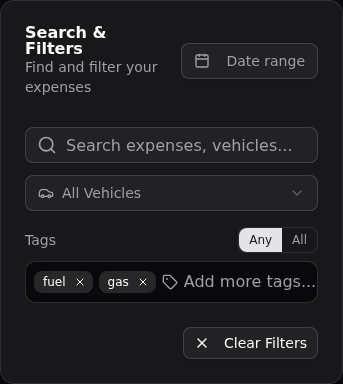 Search &
Filters
Find and filter your
expenses
Date range
Search expenses, vehicles...
All Vehicles
Tags
Any All
fuel gas Add more tags...
Clear Filters